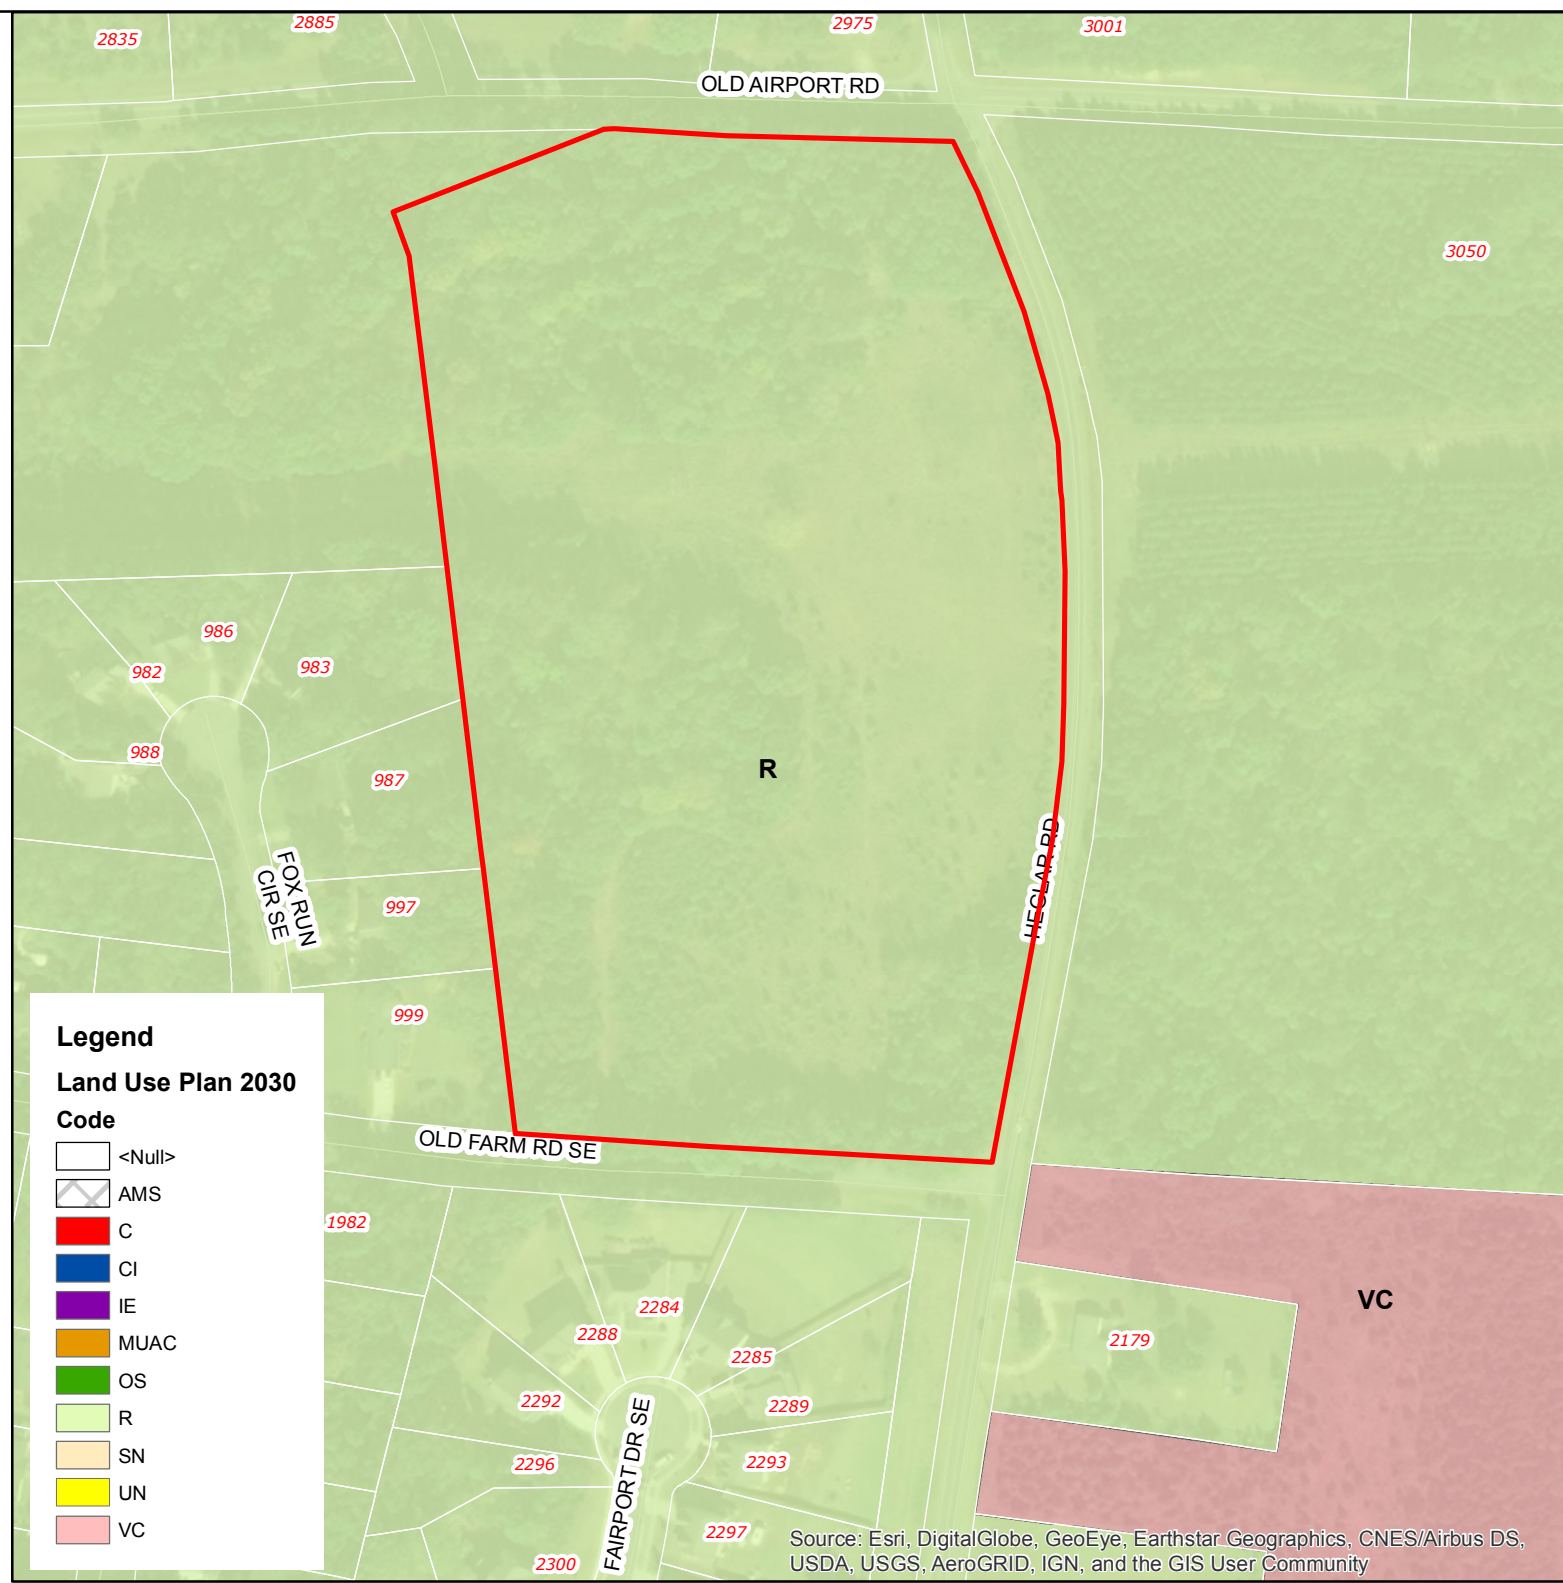 2835
2885
2975
3001
OLD AIRPORT RD
3050
986
982
983
988
987
R
HEGLAR RD
FOX RUN
CIR SE
997
999
OLD FARM RD SE
1982
2284
2288
2285
2292
2289
2296
2293
2297
2300
FAIRPORT DR SE
VC
2179
Legend
Land Use Plan 2030
Code
<Null>
AMS
C
CI
IE
MUAC
OS
R
SN
UN
VC
Source: Esri, DigitalGlobe, GeoEye, Earthstar Geographics, CNES/Airbus DS,
USDA, USGS, AeroGRID, IGN, and the GIS User Community